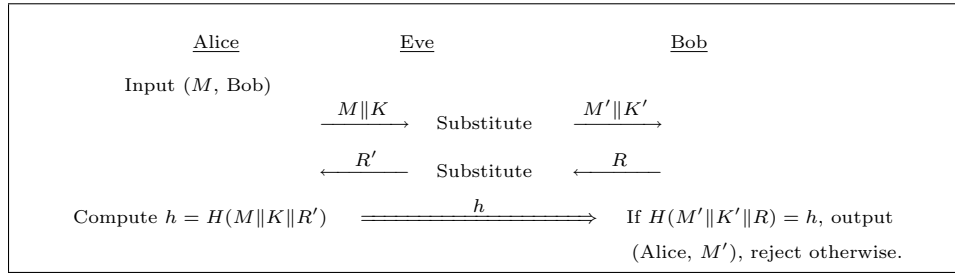 Alice Eve Bob
Input (M, Bob)
M‖K Substitute M′‖K′
R′ Substitute R
Compute h = H(M‖K‖R′) h If H(M′‖K′‖R) = h, output
(Alice, M′), reject otherwise.